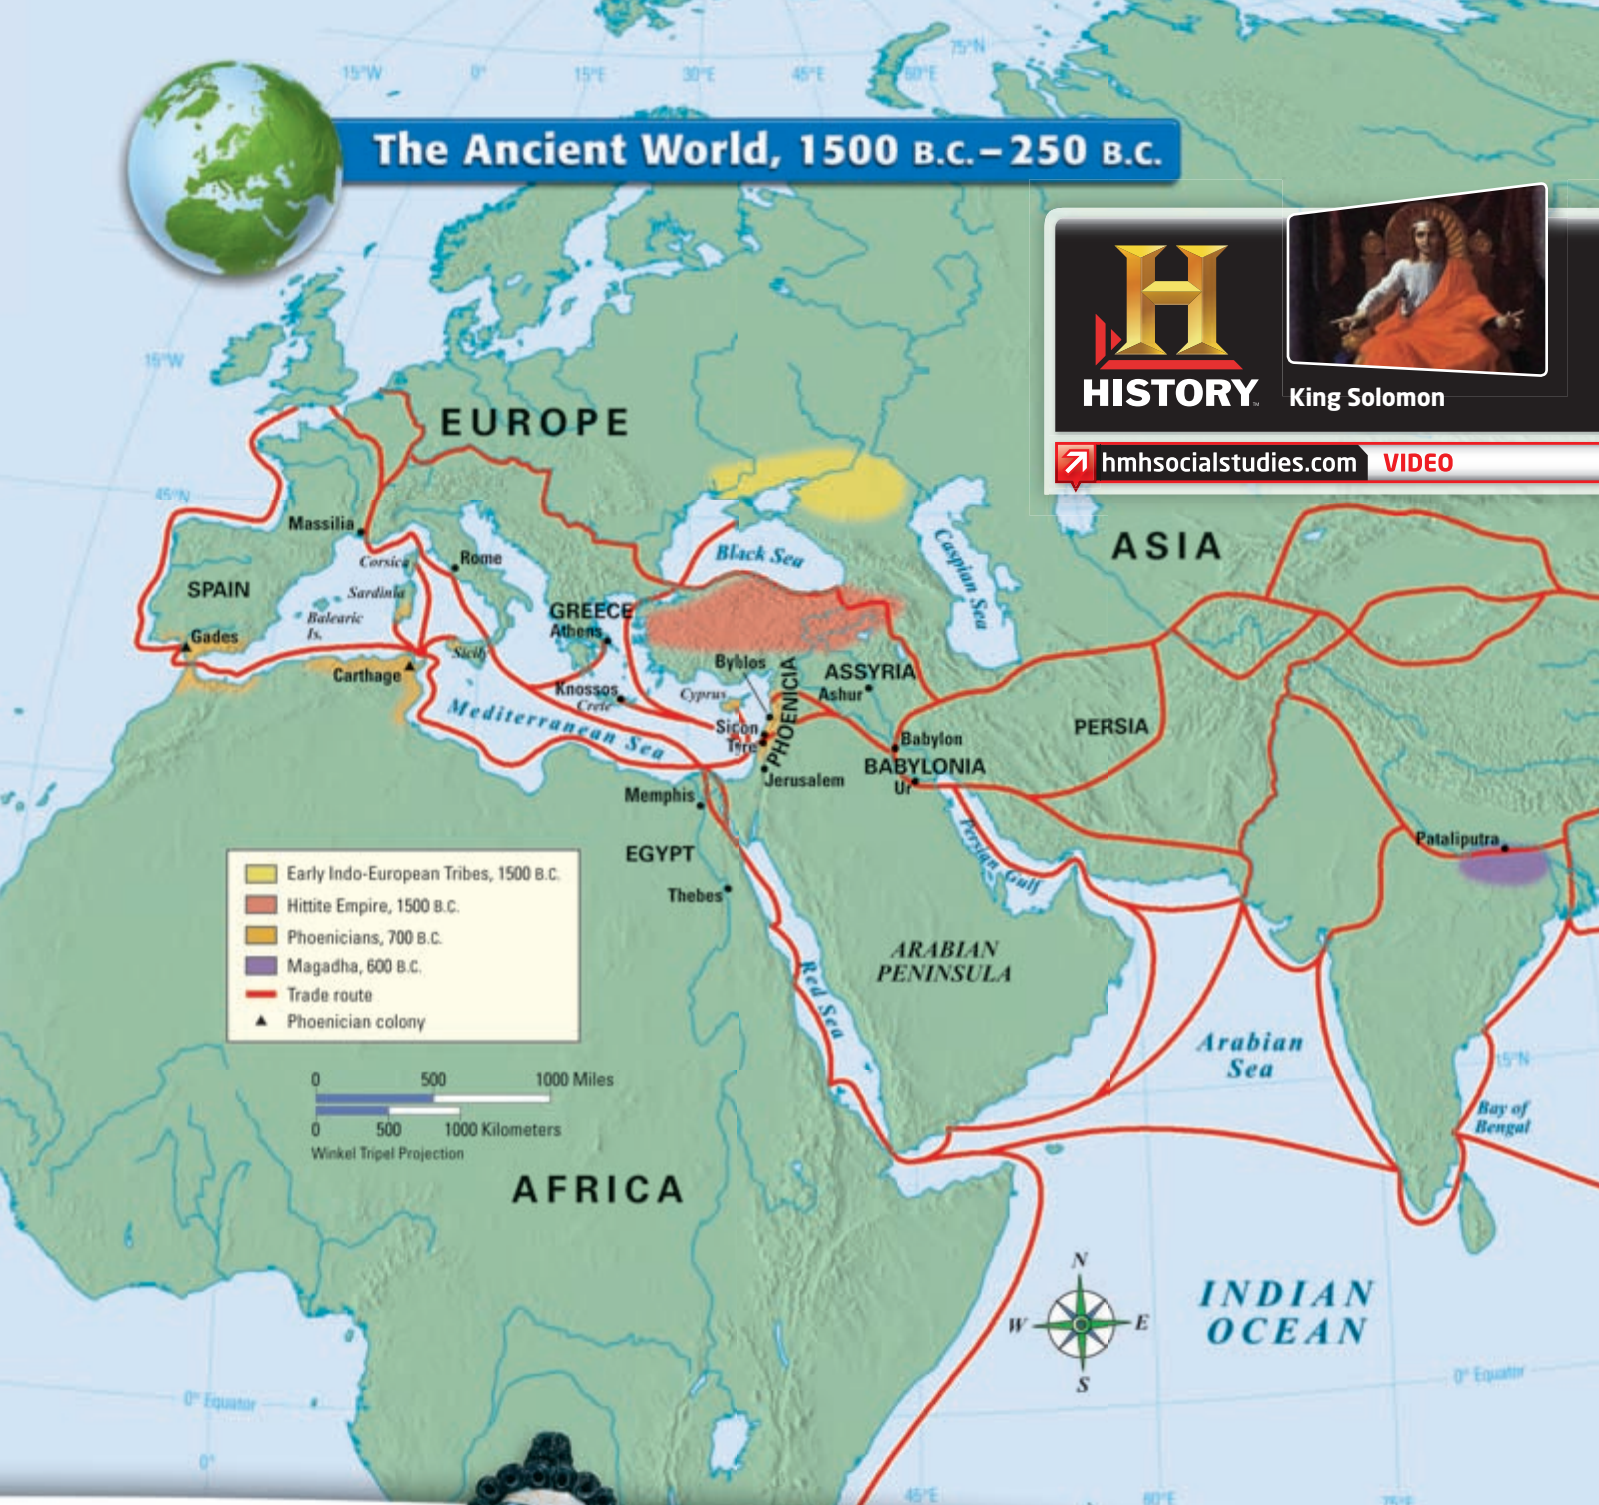 75°N
15°W
0°
15°E
30°E
45°E
60°E
The Ancient World, 1500 B.C.–250 B.C.
HISTORY
King Solomon
hmhsocialstudies.com VIDEO
15°W
45°N
EUROPE
ASIA
Massilia
Corsica
Rome
Black Sea
Caspian Sea
SPAIN
Sardinia
Balearic
Is.
GREECE
Athens
Gades
Sicily
Carthage
Byblos
PHOENICIA
ASSYRIA
Ashur
Knossos
Crete
Cyprus
Mediterranean Sea
Sidon
Tyre
Babylon
PERSIA
BABYLONIA
Ur
Jerusalem
Memphis
Persian Gulf
Pataliputra
EGYPT
Thebes
Early Indo-European Tribes, 1500 B.C.
Hittite Empire, 1500 B.C.
Phoenicians, 700 B.C.
Magadha, 600 B.C.
Trade route
Phoenician colony
ARABIAN
PENINSULA
Red Sea
Arabian
Sea
15°N
Bay of
Bengal
0 500 1000 Miles
0 500 1000 Kilometers
Winkel Tripel Projection
AFRICA
N
W
E
S
INDIAN
OCEAN
0° Equator
0° Equator
0°
45°E
60°E
75°E